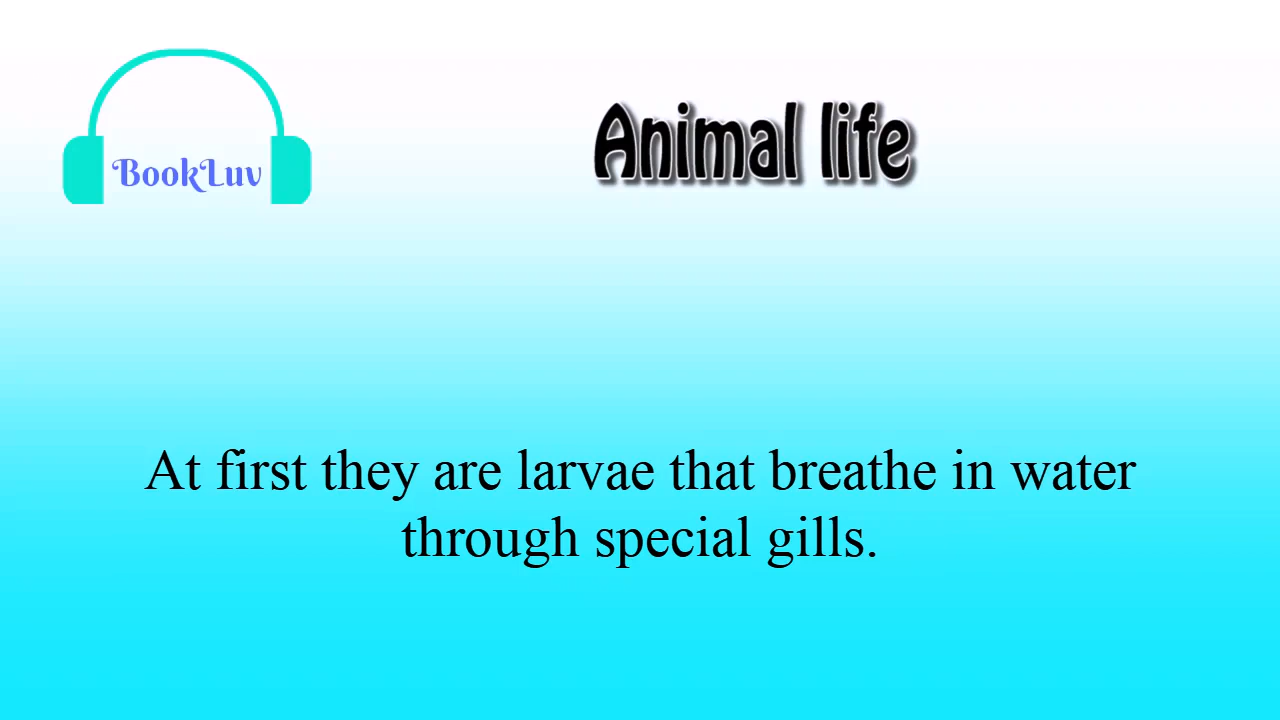 BookLuv
Animal life
At first they are larvae that breathe in water
through special gills.